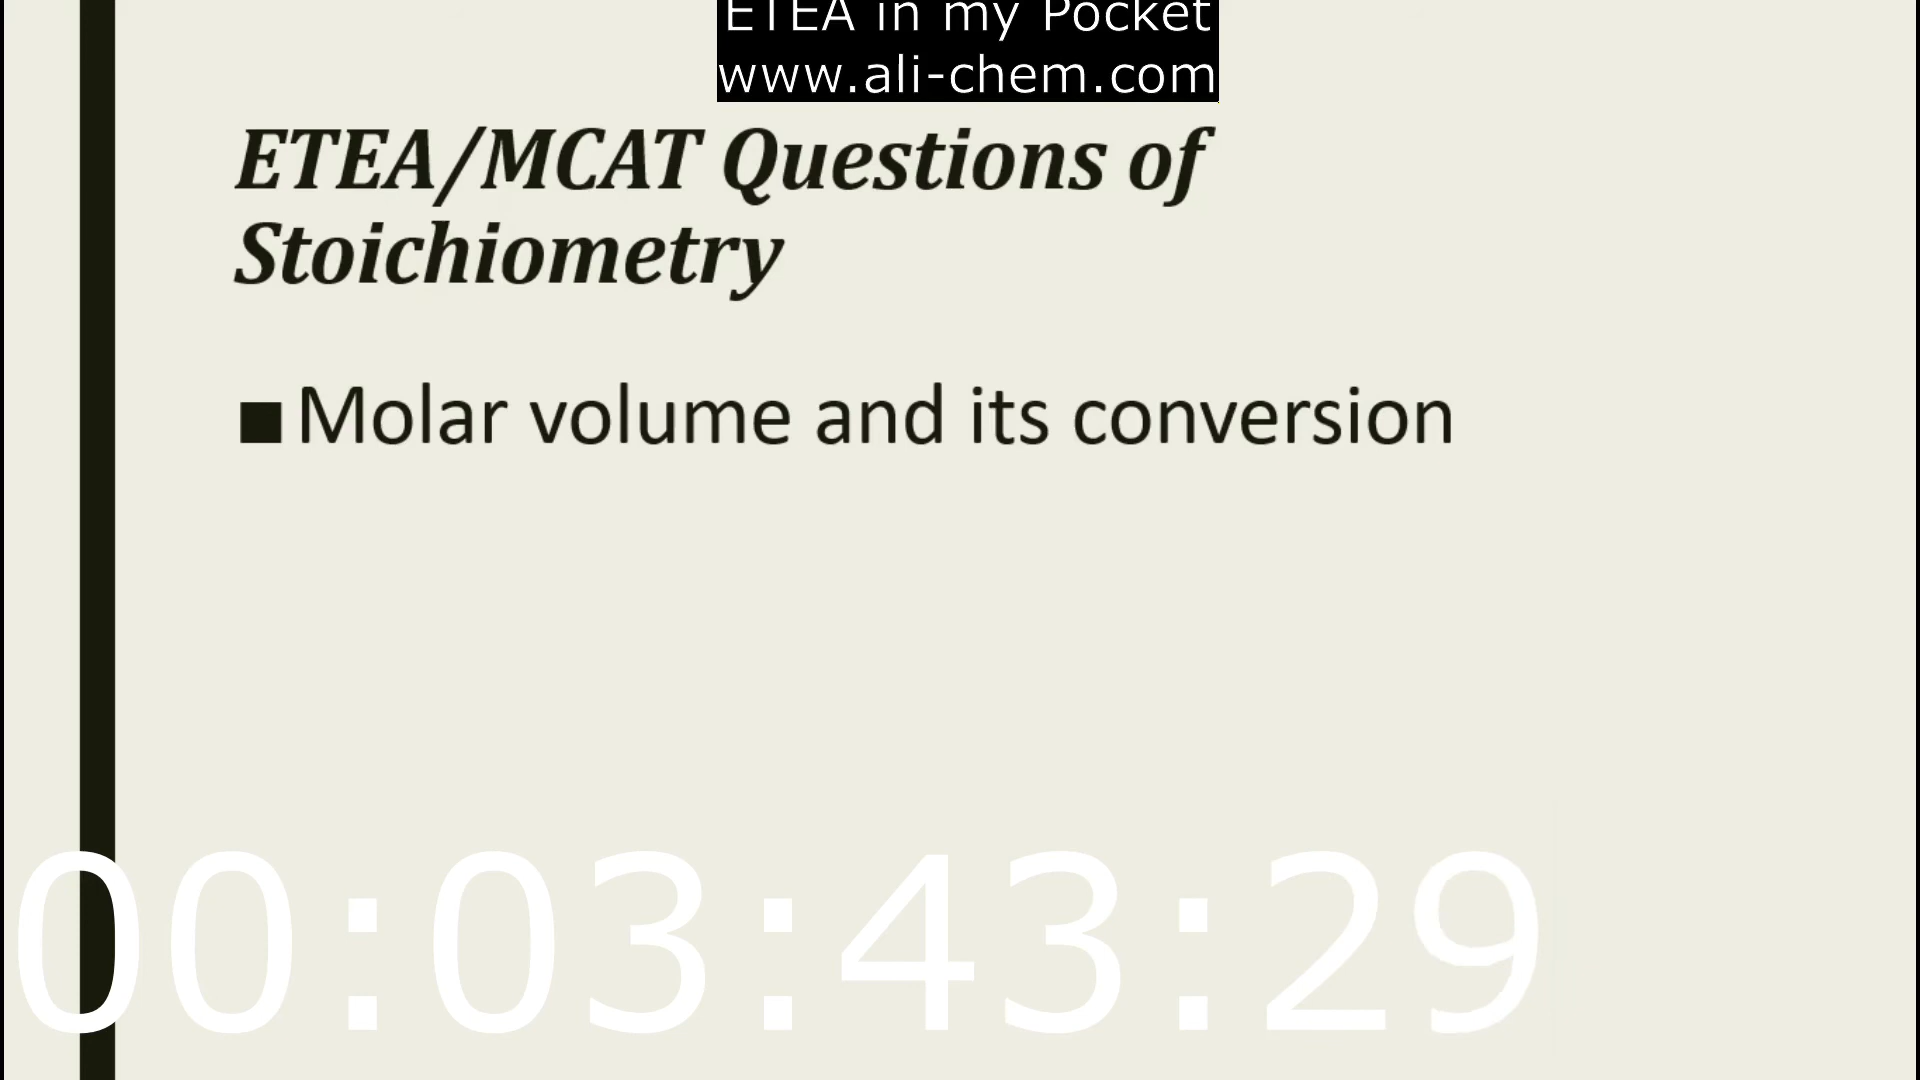 ETEA in my Pocket
www.ali-chem.com
ETEA/MCAT Questions of
Stoichiometry
■ Molar volume and its conversion
00:03:43:29